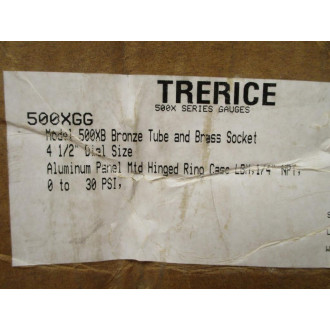 TRERICE
500X SERIES GAUGES
500XGG
Model 500XB Bronze Tube and Brass Socket
4 1/2" Dial Size
Aluminum Panel Mtd Hinged Ring Case LBM,1/4" NPT,
0 to 30 PSI,